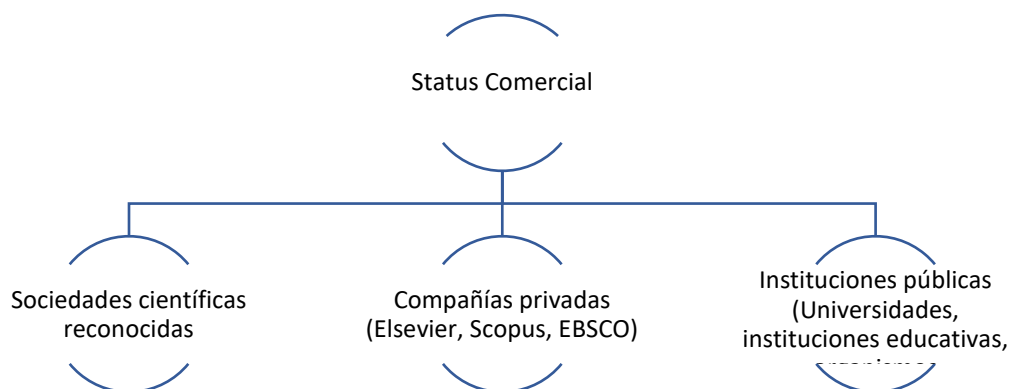 Status Comercial
Sociedades científicas
reconocidas
Compañías privadas
(Elsevier, Scopus, EBSCO)
Instituciones públicas
(Universidades,
instituciones educativas,